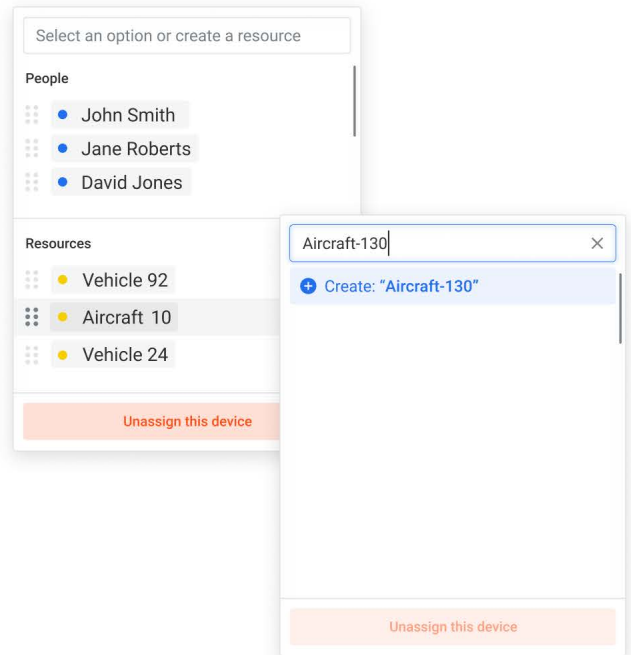 Select an option or create a resource
People
John Smith
Jane Roberts
David Jones
Resources
Vehicle 92
Aircraft 10
Vehicle 24
Unassign this device
Aircraft-130
Create: “Aircraft-130”
Unassign this device